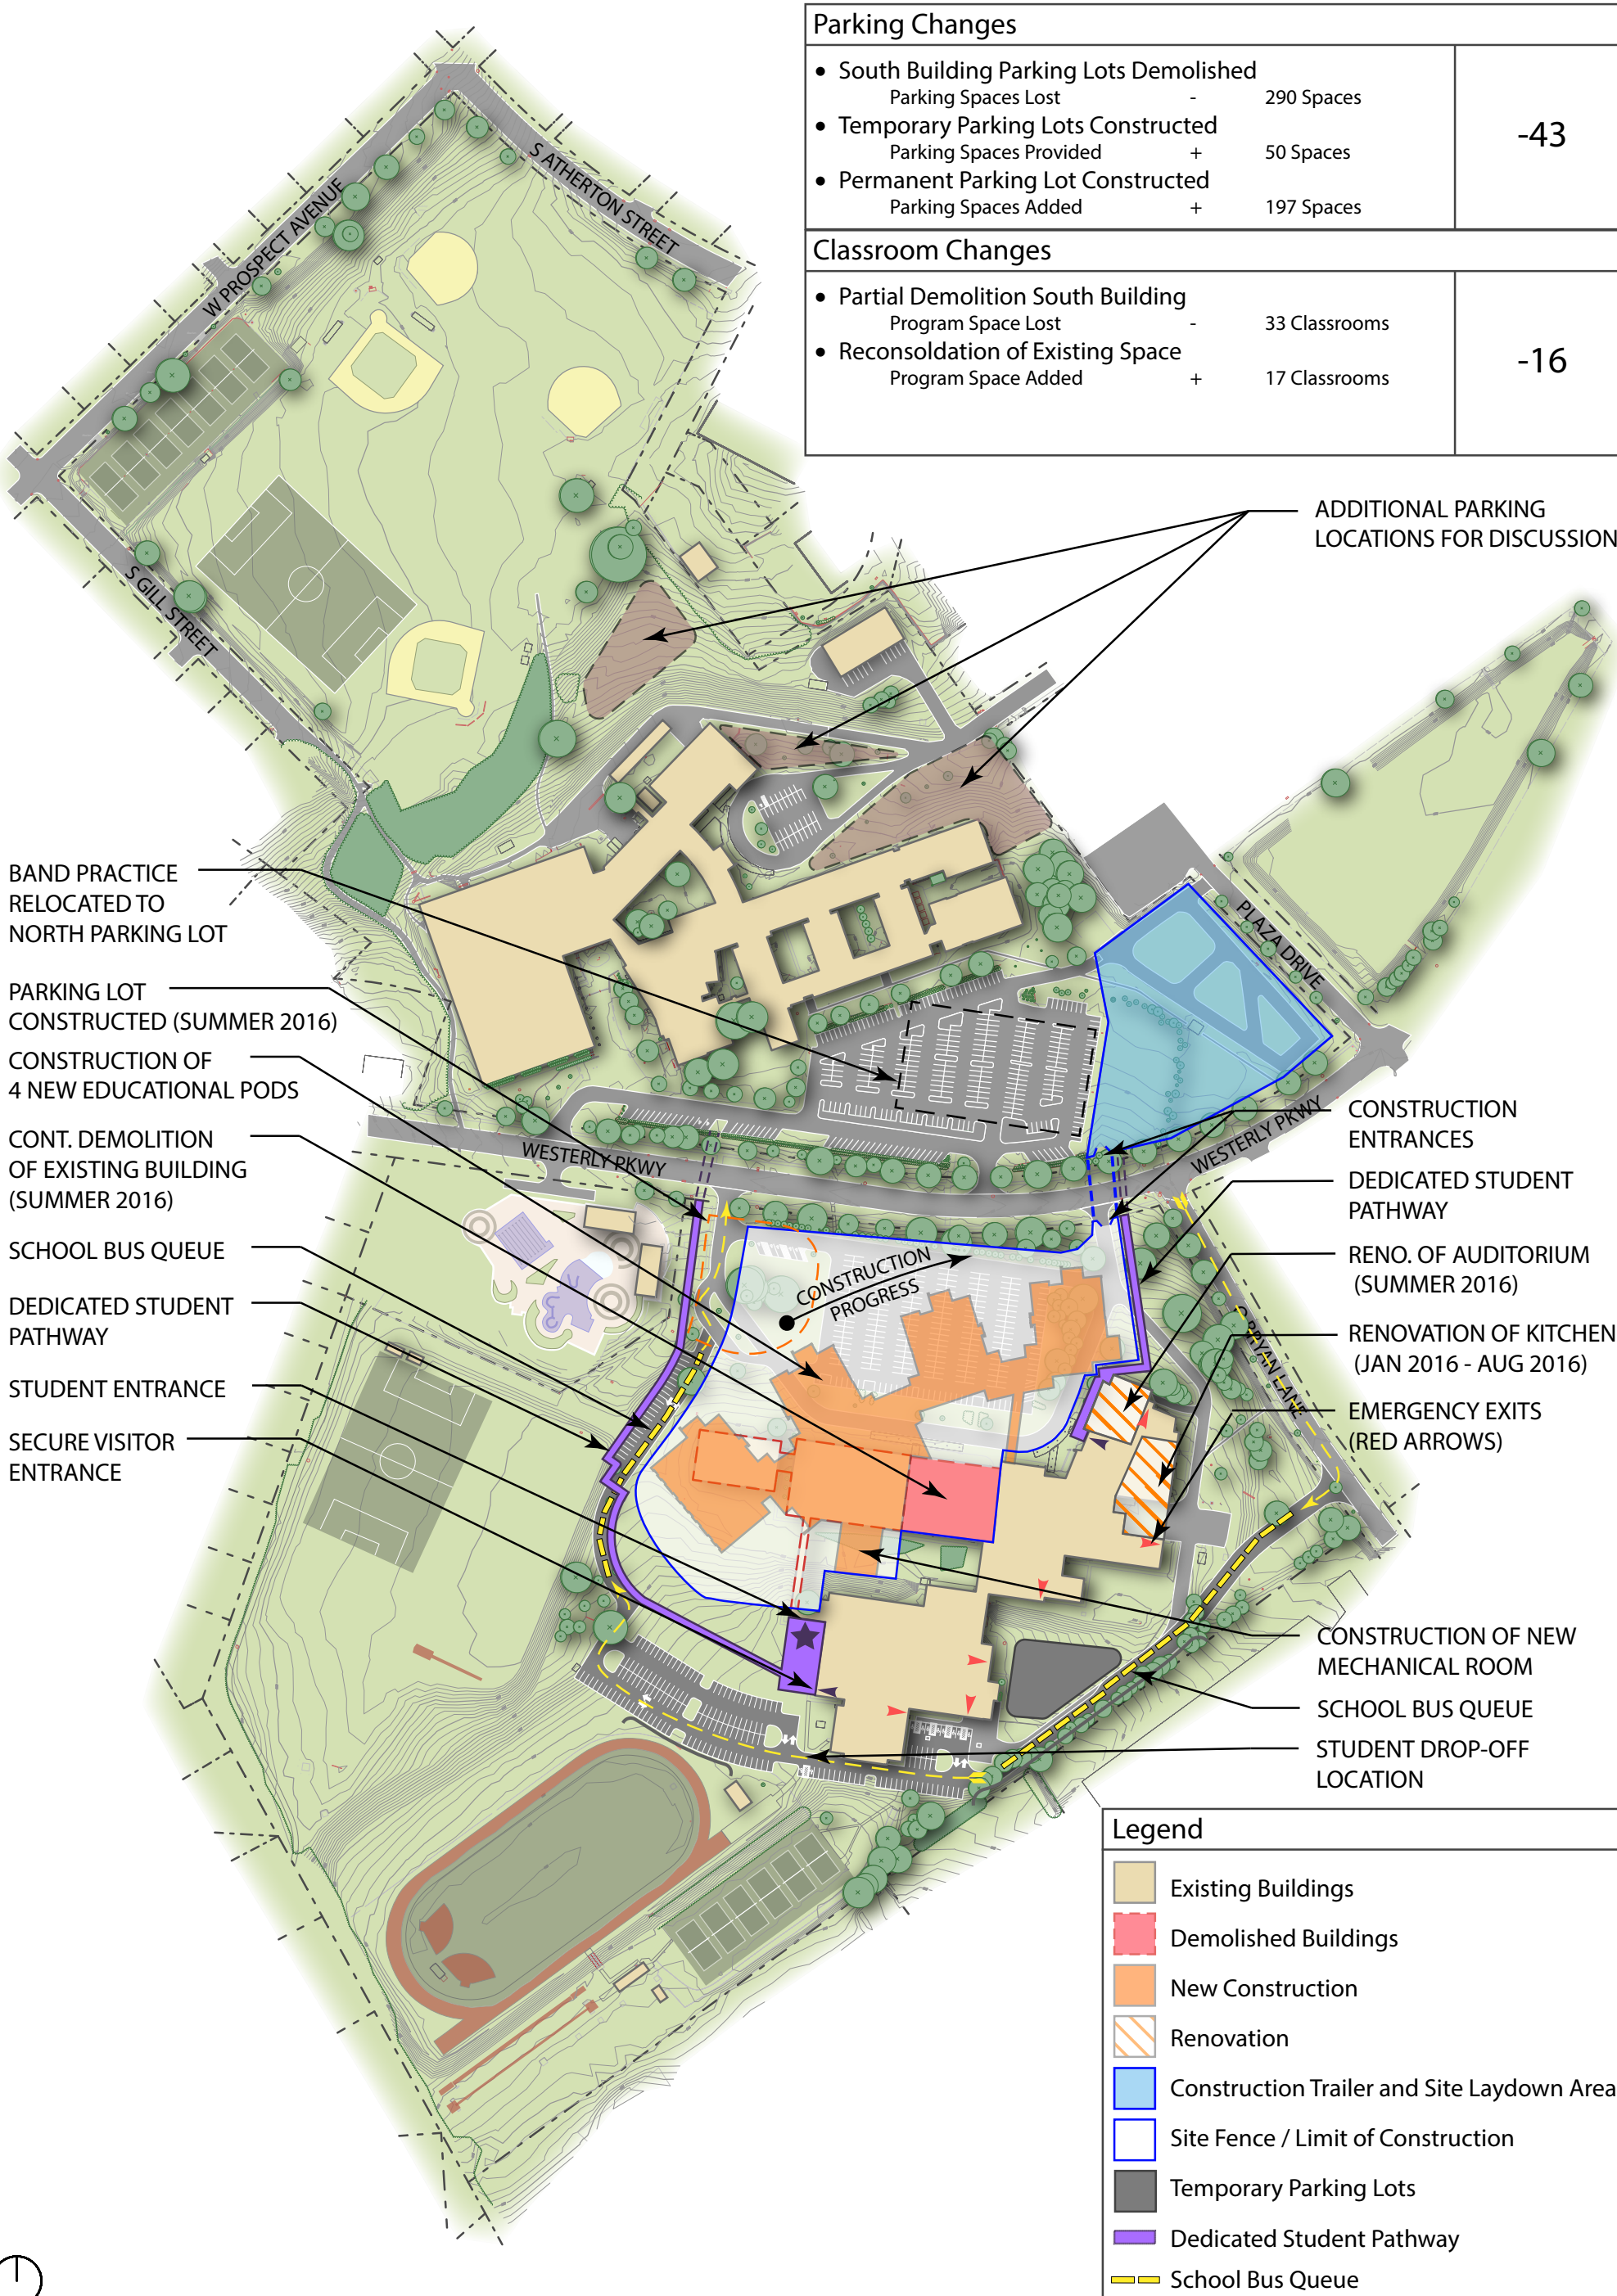 Parking Changes
• South Building Parking Lots Demolished
Parking Spaces Lost - 290 Spaces
• Temporary Parking Lots Constructed
Parking Spaces Provided + 50 Spaces
• Permanent Parking Lot Constructed
Parking Spaces Added + 197 Spaces
-43
Classroom Changes
• Partial Demolition South Building
Program Space Lost - 33 Classrooms
• Reconsoldation of Existing Space
Program Space Added + 17 Classrooms
-16
S ATHERTON STREET
W PROSPECT AVENUE
S GILL STREET
ADDITIONAL PARKING
LOCATIONS FOR DISCUSSION
BAND PRACTICE
RELOCATED TO
NORTH PARKING LOT
PARKING LOT
CONSTRUCTED (SUMMER 2016)
CONSTRUCTION OF
4 NEW EDUCATIONAL PODS
CONT. DEMOLITION
OF EXISTING BUILDING
(SUMMER 2016)
SCHOOL BUS QUEUE
DEDICATED STUDENT
PATHWAY
STUDENT ENTRANCE
SECURE VISITOR
ENTRANCE
PLAZA DRIVE
WESTERLY PKWY
WESTERLY PKWY
CONSTRUCTION
PROGRESS
O BRYAN LANE
CONSTRUCTION
ENTRANCES
DEDICATED STUDENT
PATHWAY
RENO. OF AUDITORIUM
(SUMMER 2016)
RENOVATION OF KITCHEN
(JAN 2016 - AUG 2016)
EMERGENCY EXITS
(RED ARROWS)
CONSTRUCTION OF NEW
MECHANICAL ROOM
SCHOOL BUS QUEUE
STUDENT DROP-OFF
LOCATION
Legend
Existing Buildings
Demolished Buildings
New Construction
Renovation
Construction Trailer and Site Laydown Area
Site Fence / Limit of Construction
Temporary Parking Lots
Dedicated Student Pathway
School Bus Queue